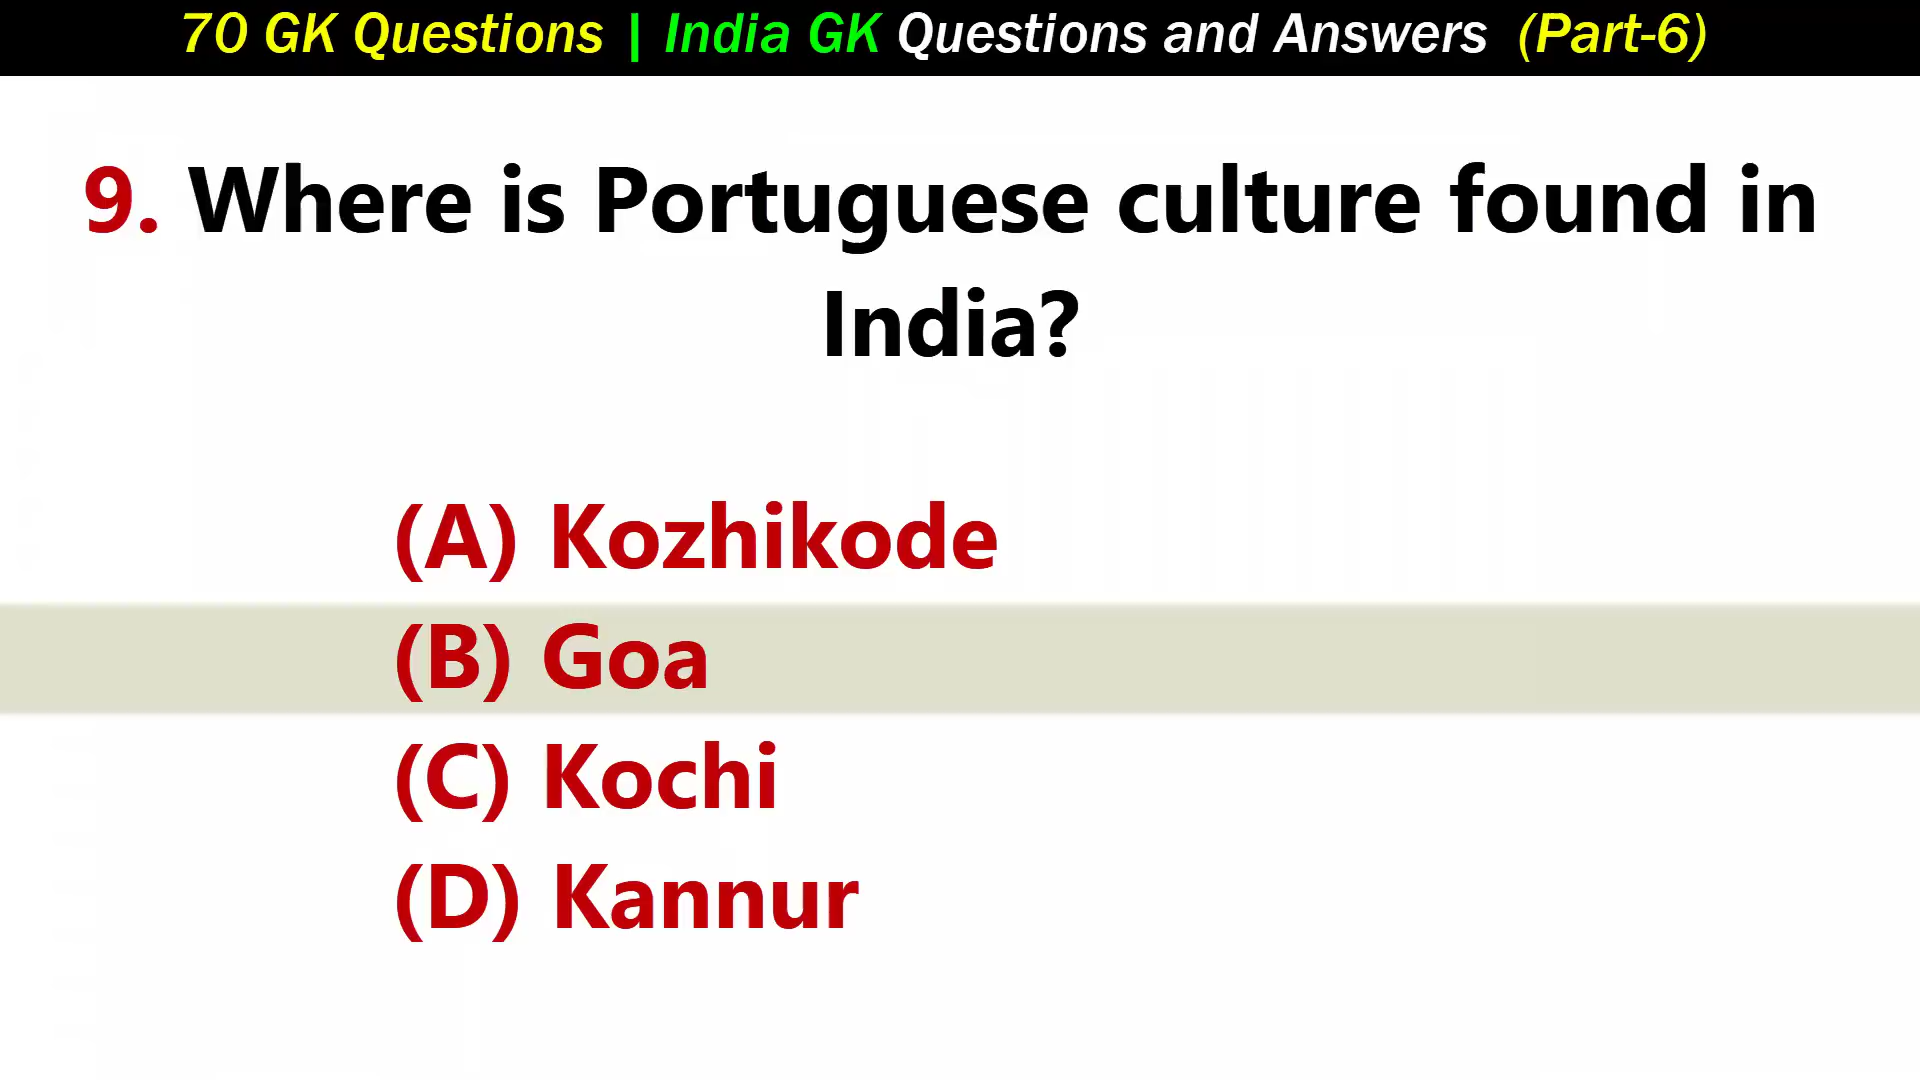 70 GK Questions | India GK Questions and Answers (Part-6)
9. Where is Portuguese culture found in
India?
(A) Kozhikode
(B) Goa
(C) Kochi
(D) Kannur